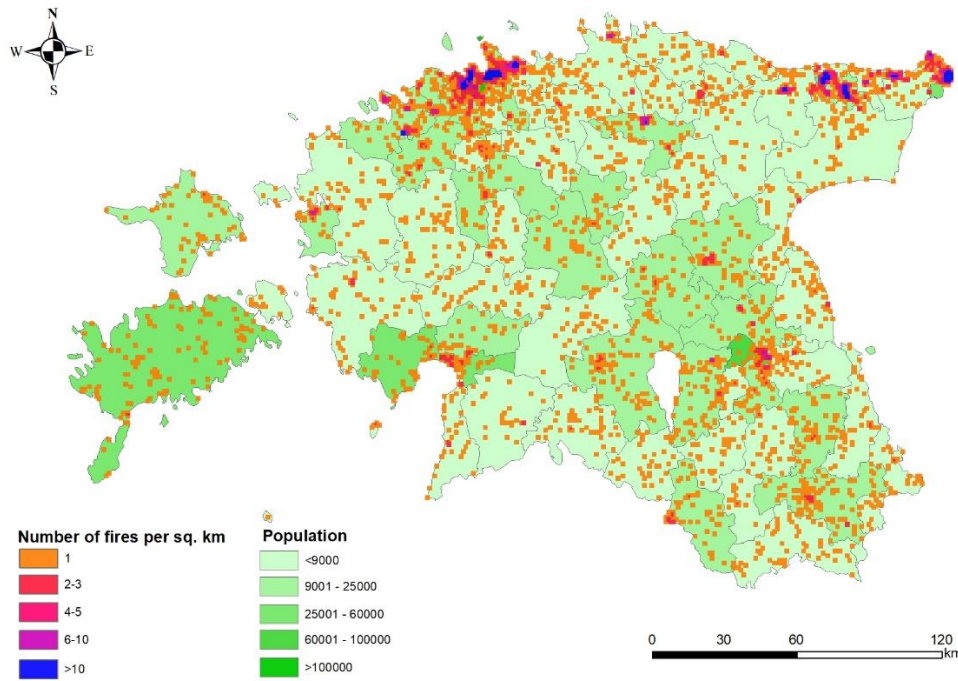 N
W E
S
Number of fires per sq. km
1
2-3
4-5
6-10
>10
Population
<9000
9001 - 25000
25001 - 60000
60001 - 100000
>100000
0 30 60 120
km